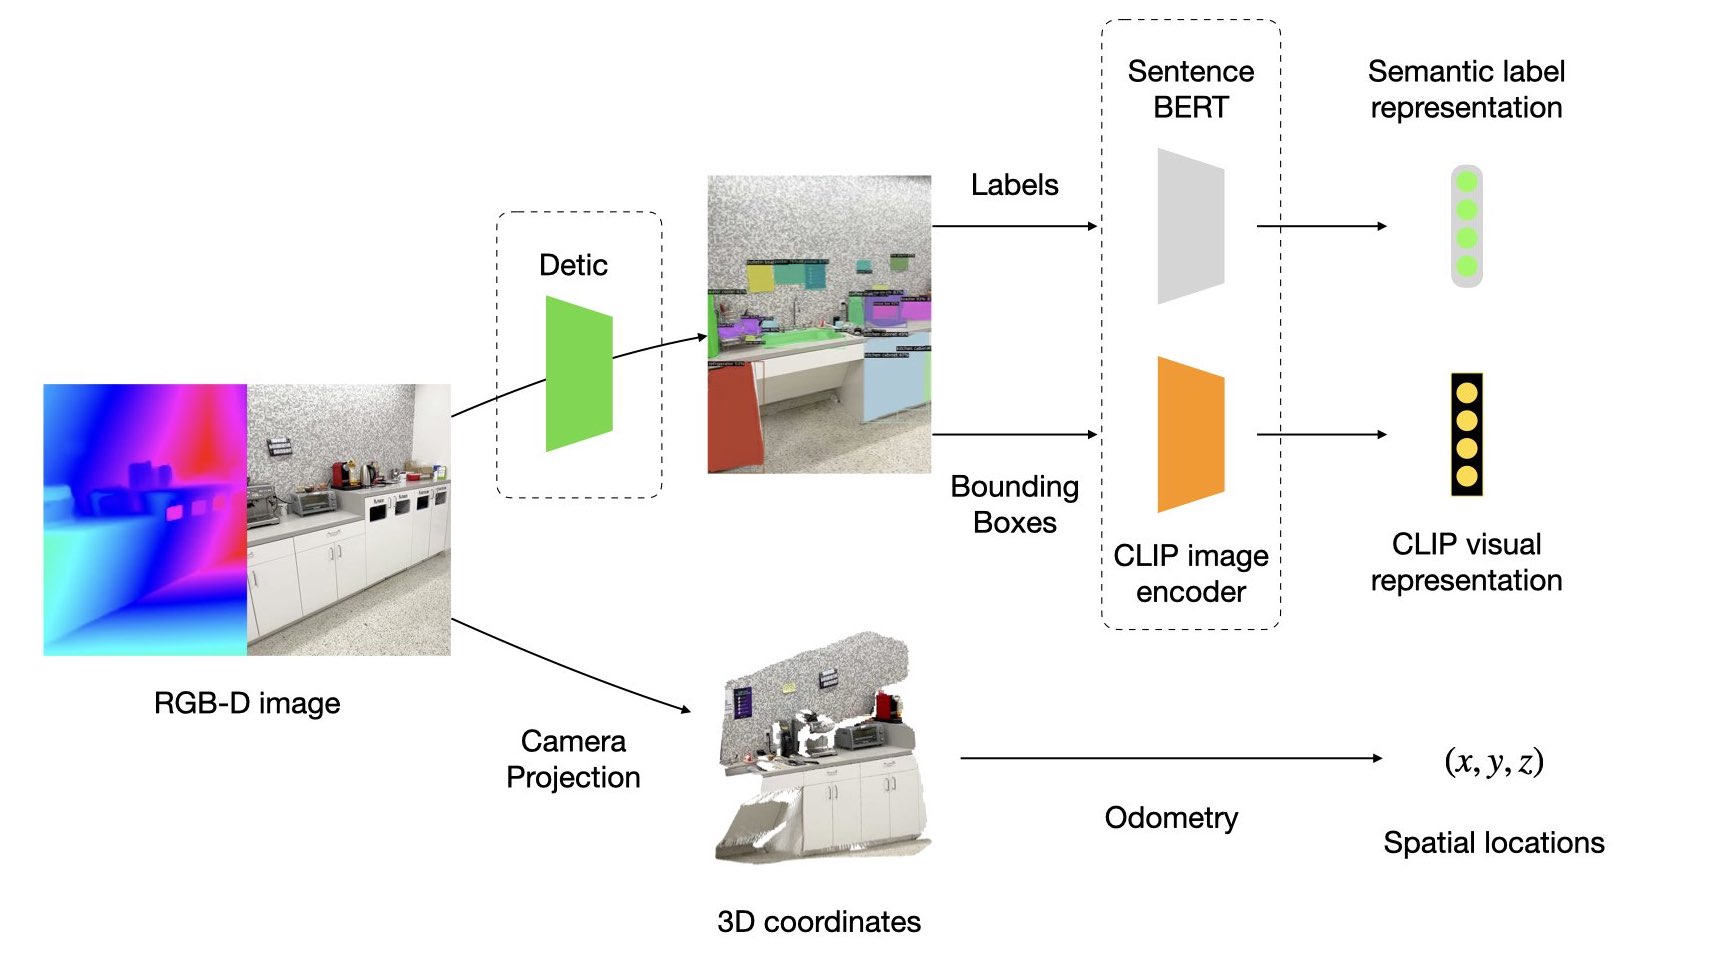 Sentence
BERT
Semantic label
representation
Labels
Detic
Bounding
Boxes
CLIP image
encoder
CLIP visual
representation
RGB-D image
Camera
Projection
(x, y, z)
Odometry
Spatial locations
3D coordinates